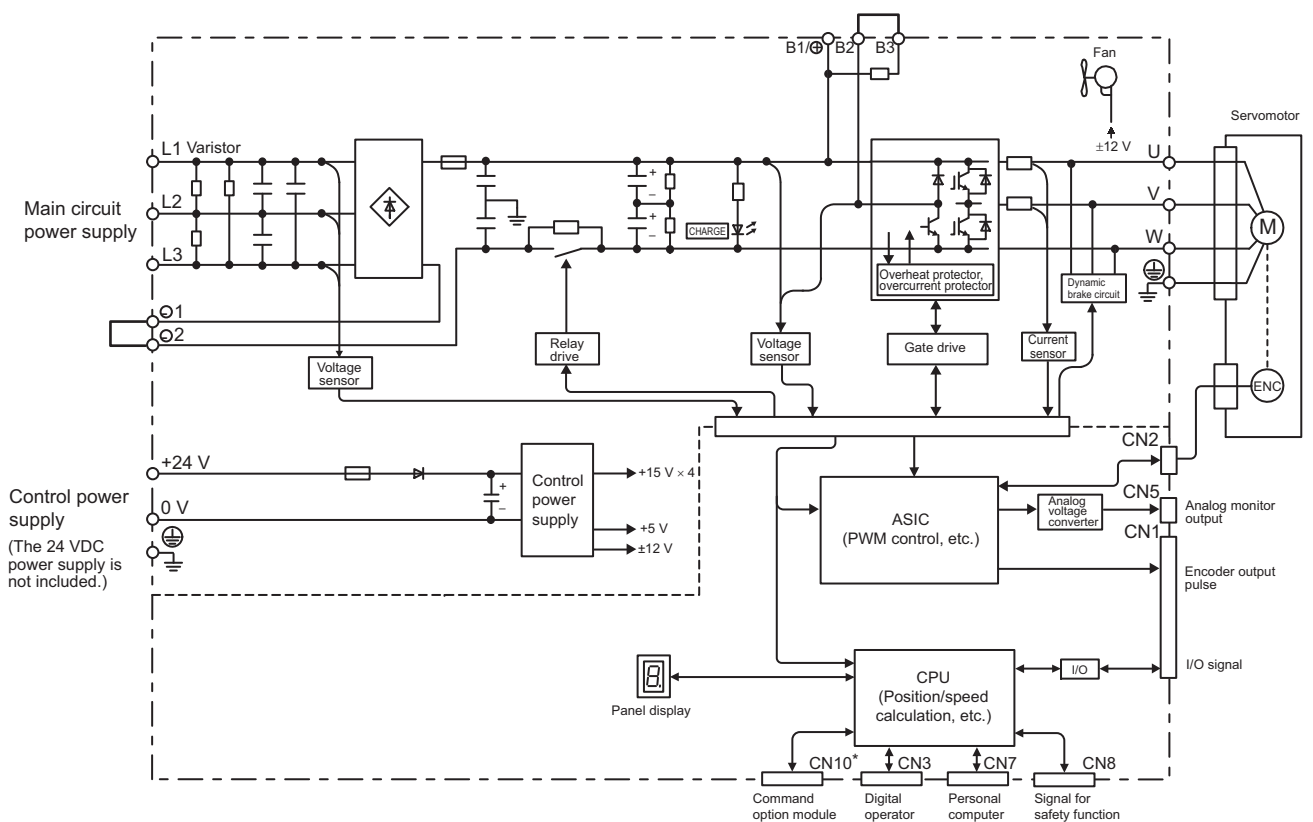 B1/⊕ B2 B3
Fan
±12 V
Servomotor
L1 Varistor
U
Main circuit
power supply
L2
V
L3
CHARGE
W
M
Overheat protector,
overcurrent protector
Dynamic
brake circuit
⊖1
⊖2
Voltage
sensor
Relay
drive
Voltage
sensor
Gate drive
Current
sensor
ENC
+24 V
Control power
supply
0 V
(The 24 VDC
power supply is
not included.)
+
–
+
–
+
–
Control
power
supply
+15 V × 4
+5 V
±12 V
ASIC
(PWM control, etc.)
Analog
voltage
converter
CN2
CN5
Analog monitor
output
CN1
Encoder output
pulse
I/O
I/O signal
8.
Panel display
CPU
(Position/speed
calculation, etc.)
CN10*
CN3
CN7
CN8
Command
option module
Digital
operator
Personal
computer
Signal for
safety function